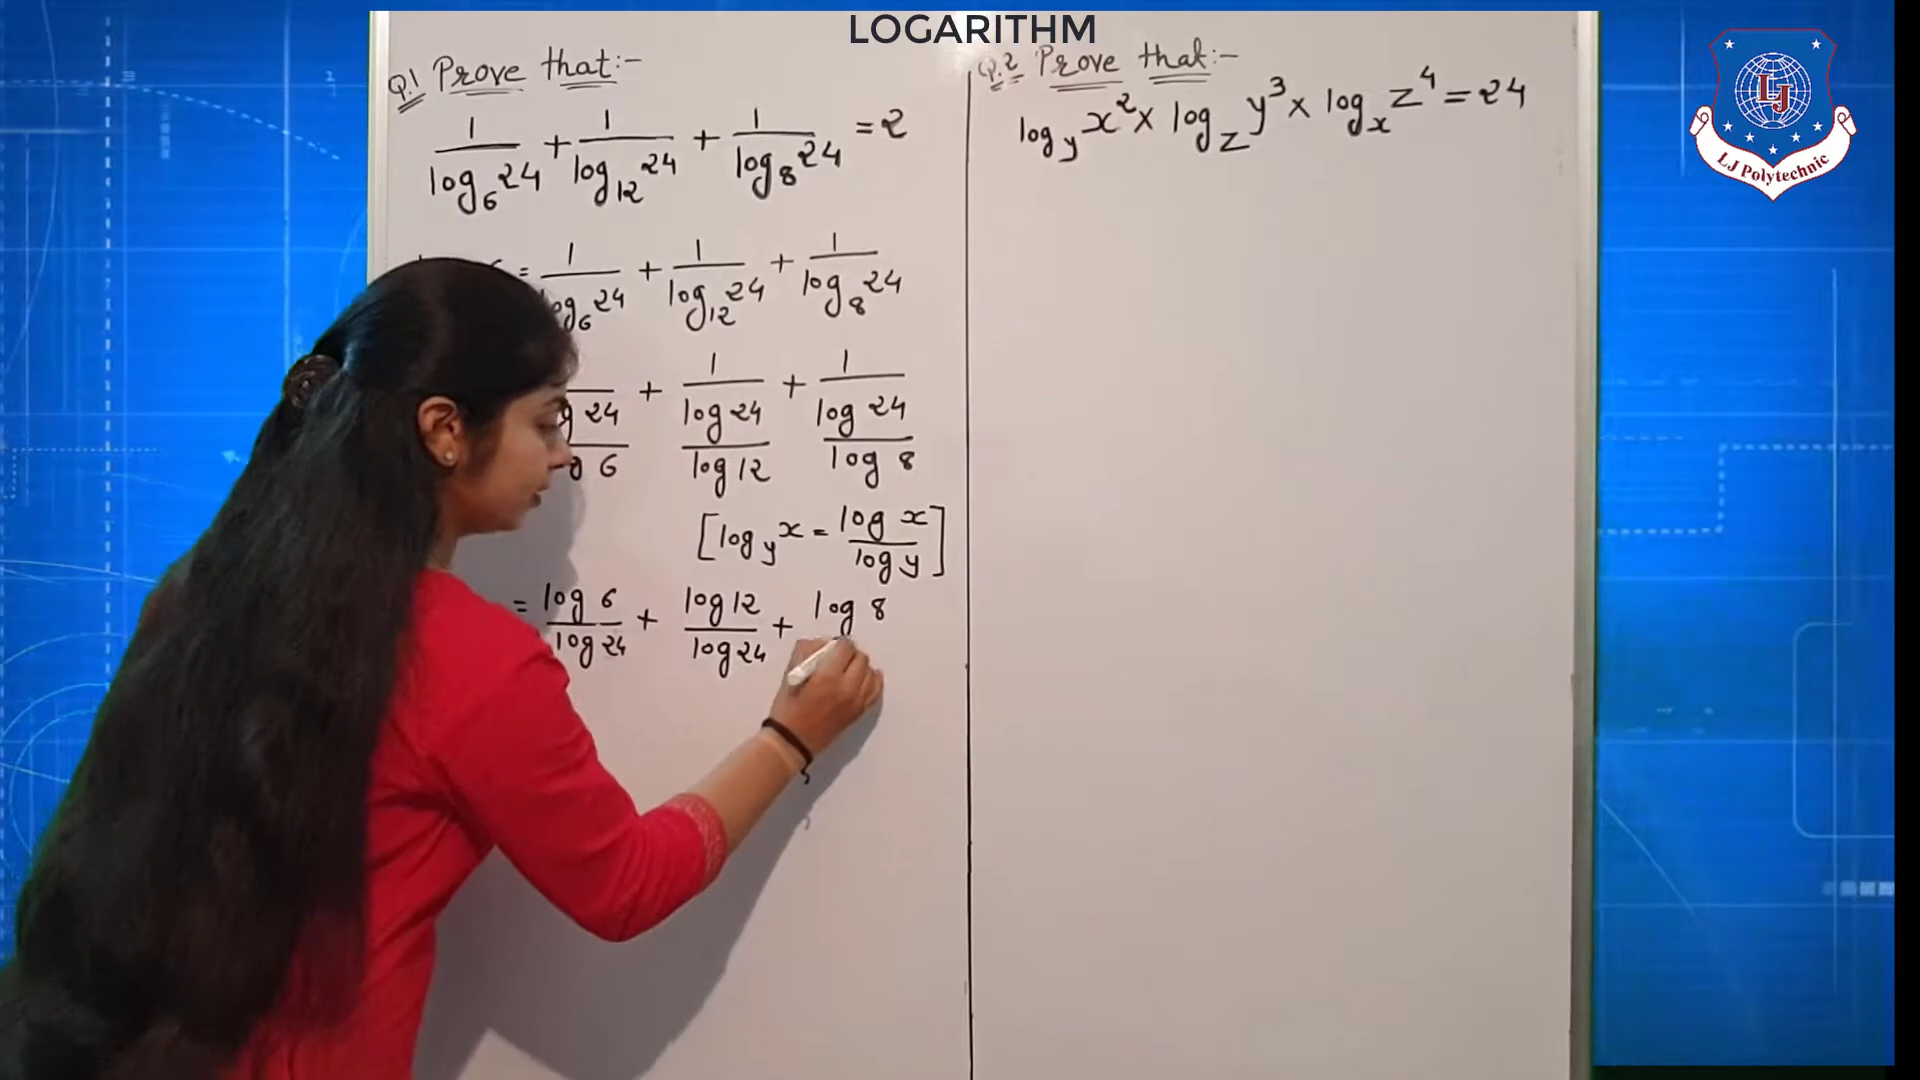 LOGARITHM
Q.1 Prove that:-
1/log₆24 + 1/log₁₂24 + 1/log₈24 = 2
= 1/log₆24 + 1/log₁₂24 + 1/log₈24
24/6 + 1/(log 24/log 12) + 1/(log 24/log 8)
[log_y x = log x/log y]
= log 6/log 24 + log 12/log 24 + log 8
Q.2 Prove that:-
log_y x² × log_z y³ × log_x z⁴ = 24
LJ
LJ Polytechnic